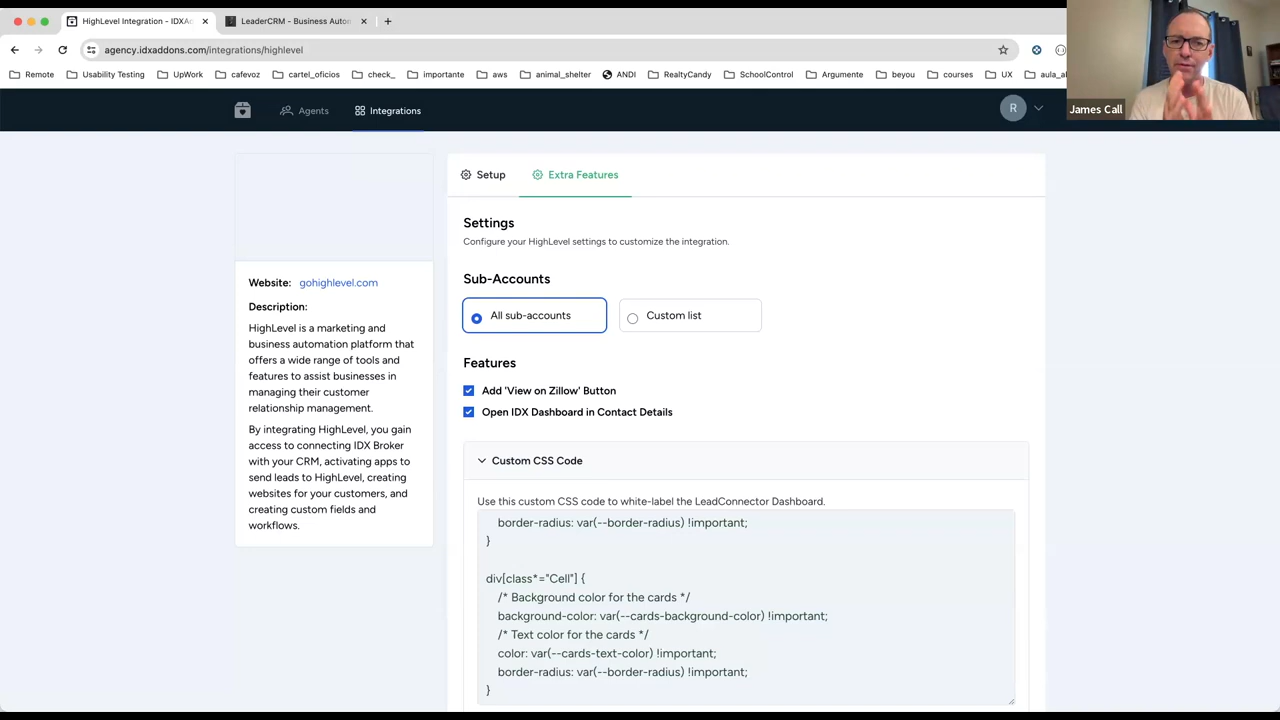 HighLevel Integration - IDXA
LeaderCRM - Business Auto
agency.idxaddons.com/integrations/highlevel
Remote
Usability Testing
UpWork
cafevoz
cartel_oficios
check_
importante
aws
animal_shelter
ANDI
RealtyCandy
SchoolControl
Argumente
beyou
courses
UX
aula_al
James Call
Agents
Integrations
R
Setup
Extra Features
Settings
Configure your HighLevel settings to customize the integration.
Sub-Accounts
All sub-accounts
Custom list
Website: gohighlevel.com
Description:
HighLevel is a marketing and
business automation platform that
offers a wide range of tools and
features to assist businesses in
managing their customer
relationship management.
By integrating HighLevel, you gain
access to connecting IDX Broker
with your CRM, activating apps to
send leads to HighLevel, creating
websites for your customers, and
creating custom fields and
workflows.
Features
Add 'View on Zillow' Button
Open IDX Dashboard in Contact Details
Custom CSS Code
Use this custom CSS code to white-label the LeadConnector Dashboard.
border-radius: var(--border-radius) !important;
}
div[class*="Cell"] {
/* Background color for the cards */
background-color: var(--cards-background-color) !important;
/* Text color for the cards */
color: var(--cards-text-color) !important;
border-radius: var(--border-radius) !important;
}